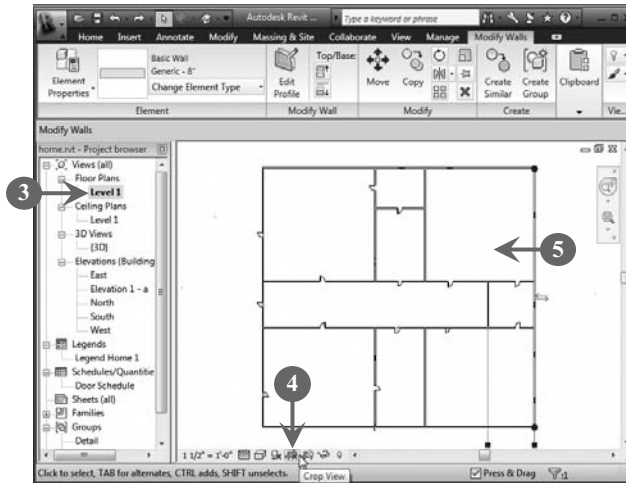 Autodesk Revit ...
Type a keyword or phrase
Home Insert Annotate Modify Massing & Site Collaborate View Manage Modify Walls
Element Properties
Basic Wall
Generic - 8"
Change Element Type
Edit Profile
Top/Base:
Move
Copy
Create Similar
Create Group
Clipboard
Element
Modify Wall
Modify
Create
Vie...
Modify Walls
home.rvt - Project browser
Views (all)
Floor Plans
3
Level 1
Ceiling Plans
Level 1
3D Views
{3D}
Elevations (Building
East
Elevation 1 - a
North
South
West
Legends
Legend Home 1
Schedules/Quantitie
Door Schedule
Sheets (all)
Families
Groups
Detail
5
4
1 1/2" = 1'-0"
Click to select, TAB for alternates, CTRL adds, SHIFT unselects.
Crop View
Press & Drag
:1